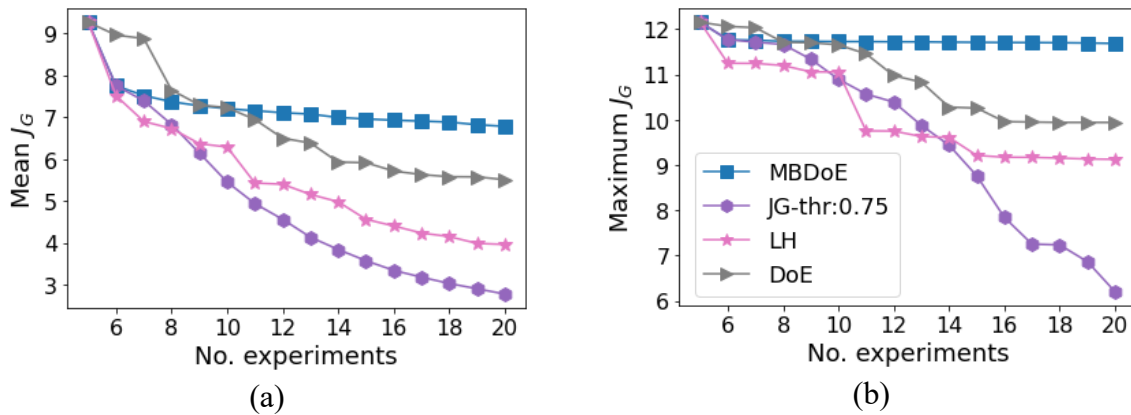 Mean J_G
9
8
7
6
5
4
3
6 8 10 12 14 16 18 20
No. experiments
(a)
Maximum J_G
12
11
10
9
8
7
6
MBDoE
JG-thr:0.75
LH
DoE
6 8 10 12 14 16 18 20
No. experiments
(b)